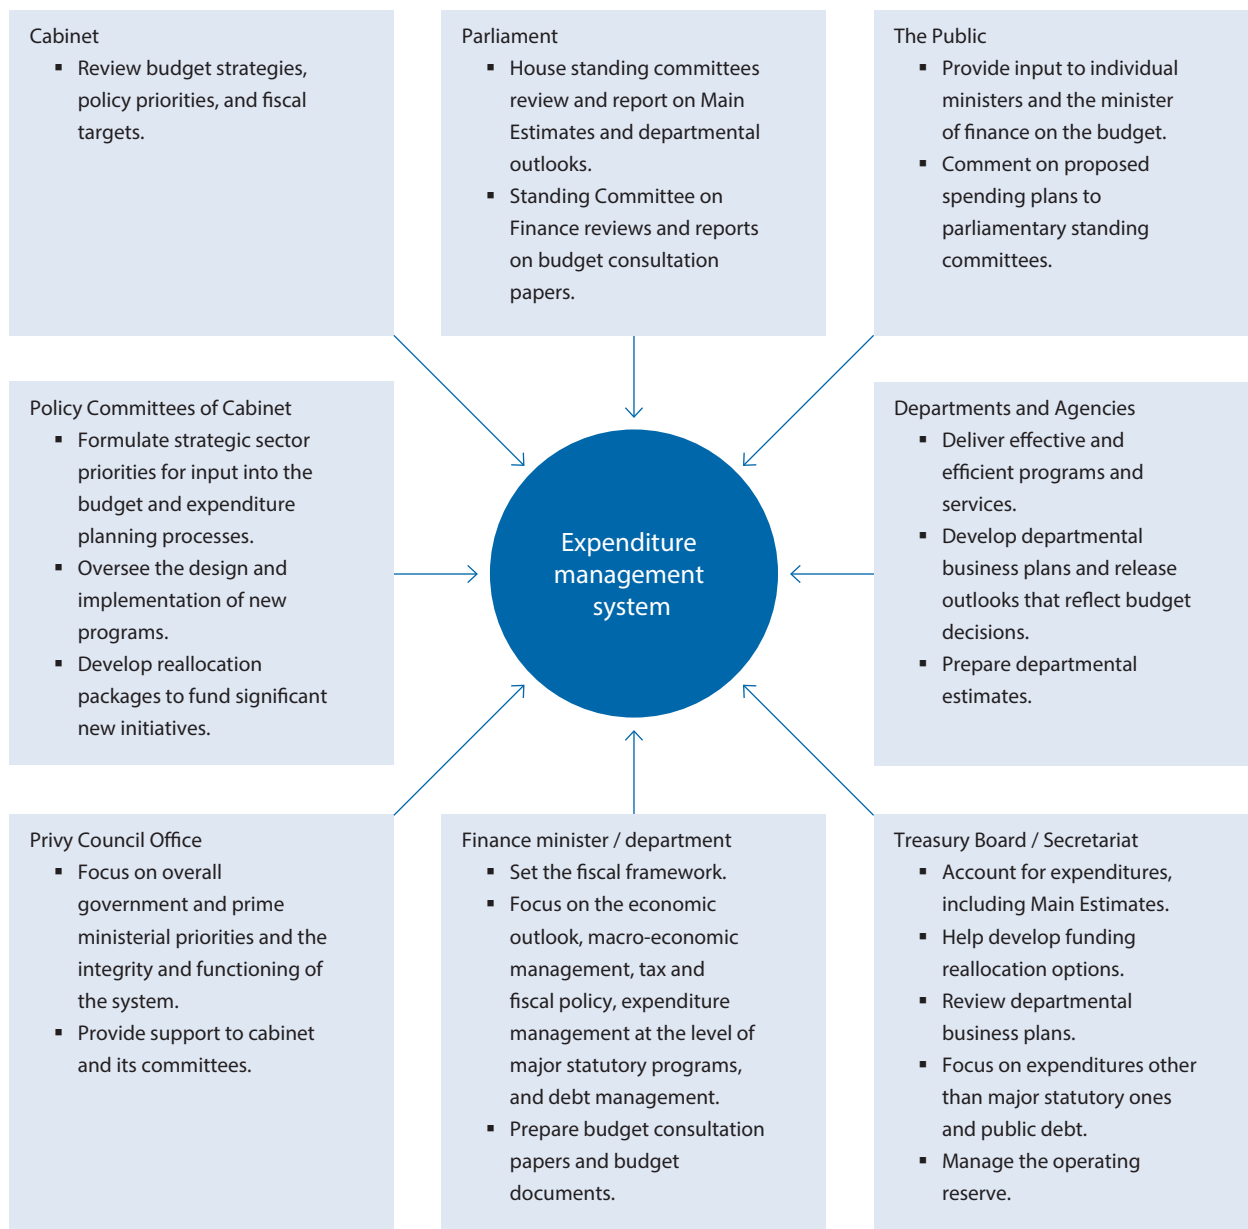 Cabinet
▪ Review budget strategies,
policy priorities, and fiscal
targets.
Parliament
▪ House standing committees
review and report on Main
Estimates and departmental
outlooks.
▪ Standing Committee on
Finance reviews and reports
on budget consultation
papers.
The Public
▪ Provide input to individual
ministers and the minister
of finance on the budget.
▪ Comment on proposed
spending plans to
parliamentary standing
committees.
Policy Committees of Cabinet
▪ Formulate strategic sector
priorities for input into the
budget and expenditure
planning processes.
▪ Oversee the design and
implementation of new
programs.
▪ Develop reallocation
packages to fund significant
new initiatives.
Expenditure
management
system
Departments and Agencies
▪ Deliver effective and
efficient programs and
services.
▪ Develop departmental
business plans and release
outlooks that reflect budget
decisions.
▪ Prepare departmental
estimates.
Privy Council Office
▪ Focus on overall
government and prime
ministerial priorities and the
integrity and functioning of
the system.
▪ Provide support to cabinet
and its committees.
Finance minister / department
▪ Set the fiscal framework.
▪ Focus on the economic
outlook, macro-economic
management, tax and
fiscal policy, expenditure
management at the level of
major statutory programs,
and debt management.
▪ Prepare budget consultation
papers and budget
documents.
Treasury Board / Secretariat
▪ Account for expenditures,
including Main Estimates.
▪ Help develop funding
reallocation options.
▪ Review departmental
business plans.
▪ Focus on expenditures other
than major statutory ones
and public debt.
▪ Manage the operating
reserve.